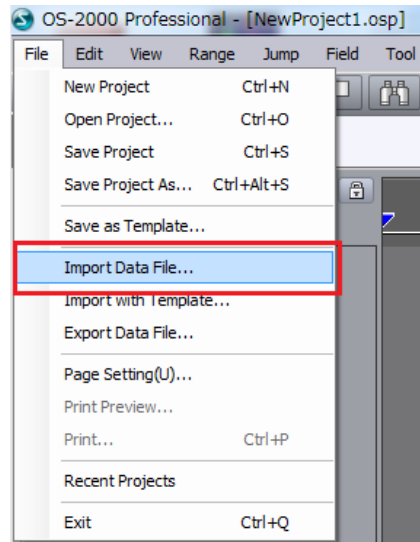 OS-2000 Professional - [NewProject1.osp]
File Edit View Range Jump Field Tool
New Project Ctrl+N
Open Project... Ctrl+O
Save Project Ctrl+S
Save Project As... Ctrl+Alt+S
Save as Template...
Import Data File...
Import with Template...
Export Data File...
Page Setting(U)...
Print Preview...
Print... Ctrl+P
Recent Projects
Exit Ctrl+Q